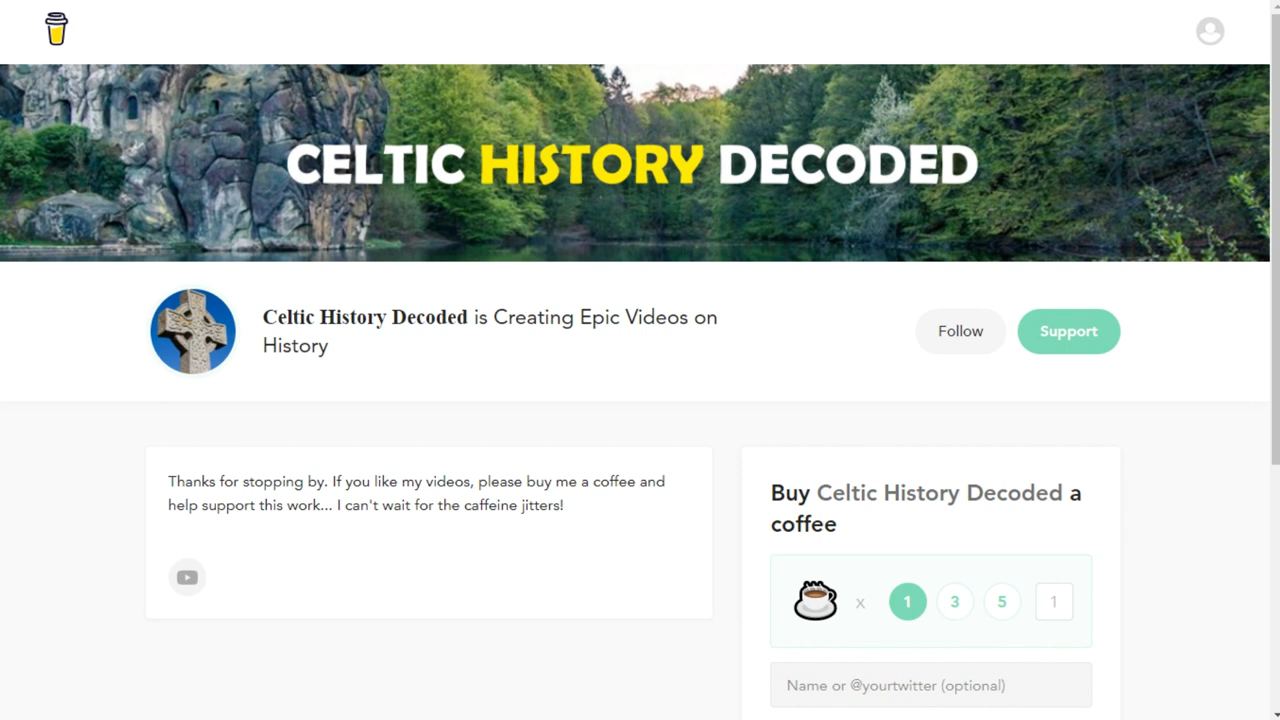 CELTIC HISTORY DECODED
Celtic History Decoded is Creating Epic Videos on
History
Follow
Support
Thanks for stopping by. If you like my videos, please buy me a coffee and
help support this work... I can't wait for the caffeine jitters!
Buy Celtic History Decoded a
coffee
x 1 3 5 1
Name or @yourtwitter (optional)